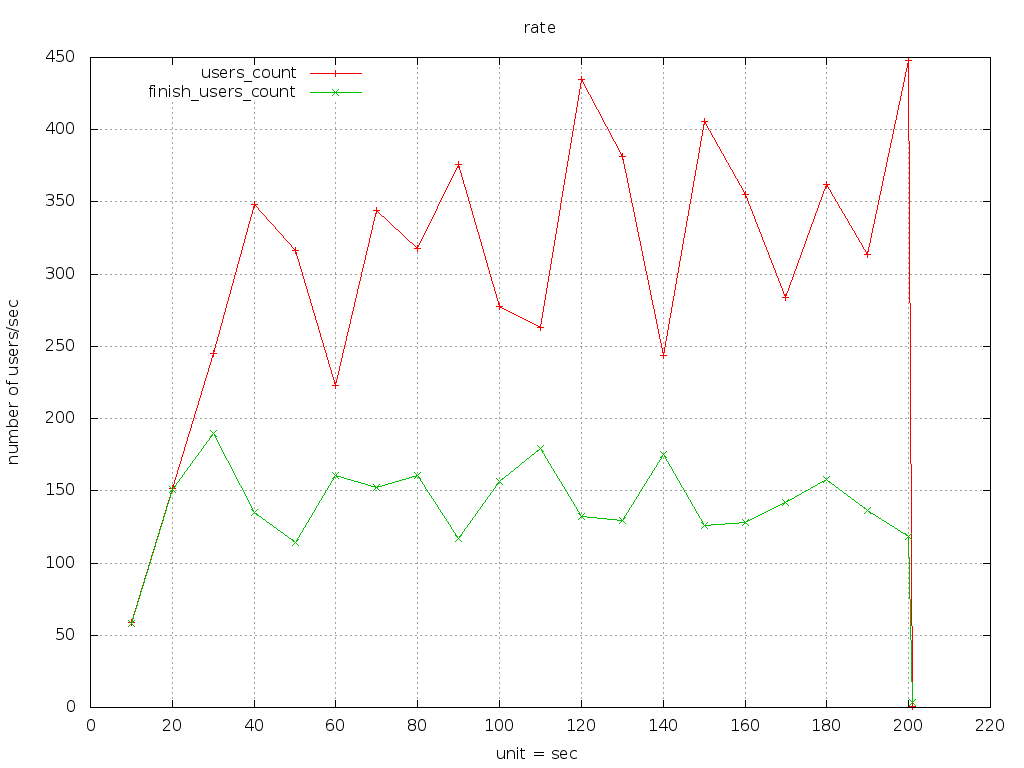 rate
users_count
finish_users_count
450
400
350
300
250
200
150
100
50
0
number of users/sec
0 20 40 60 80 100 120 140 160 180 200 220
unit = sec